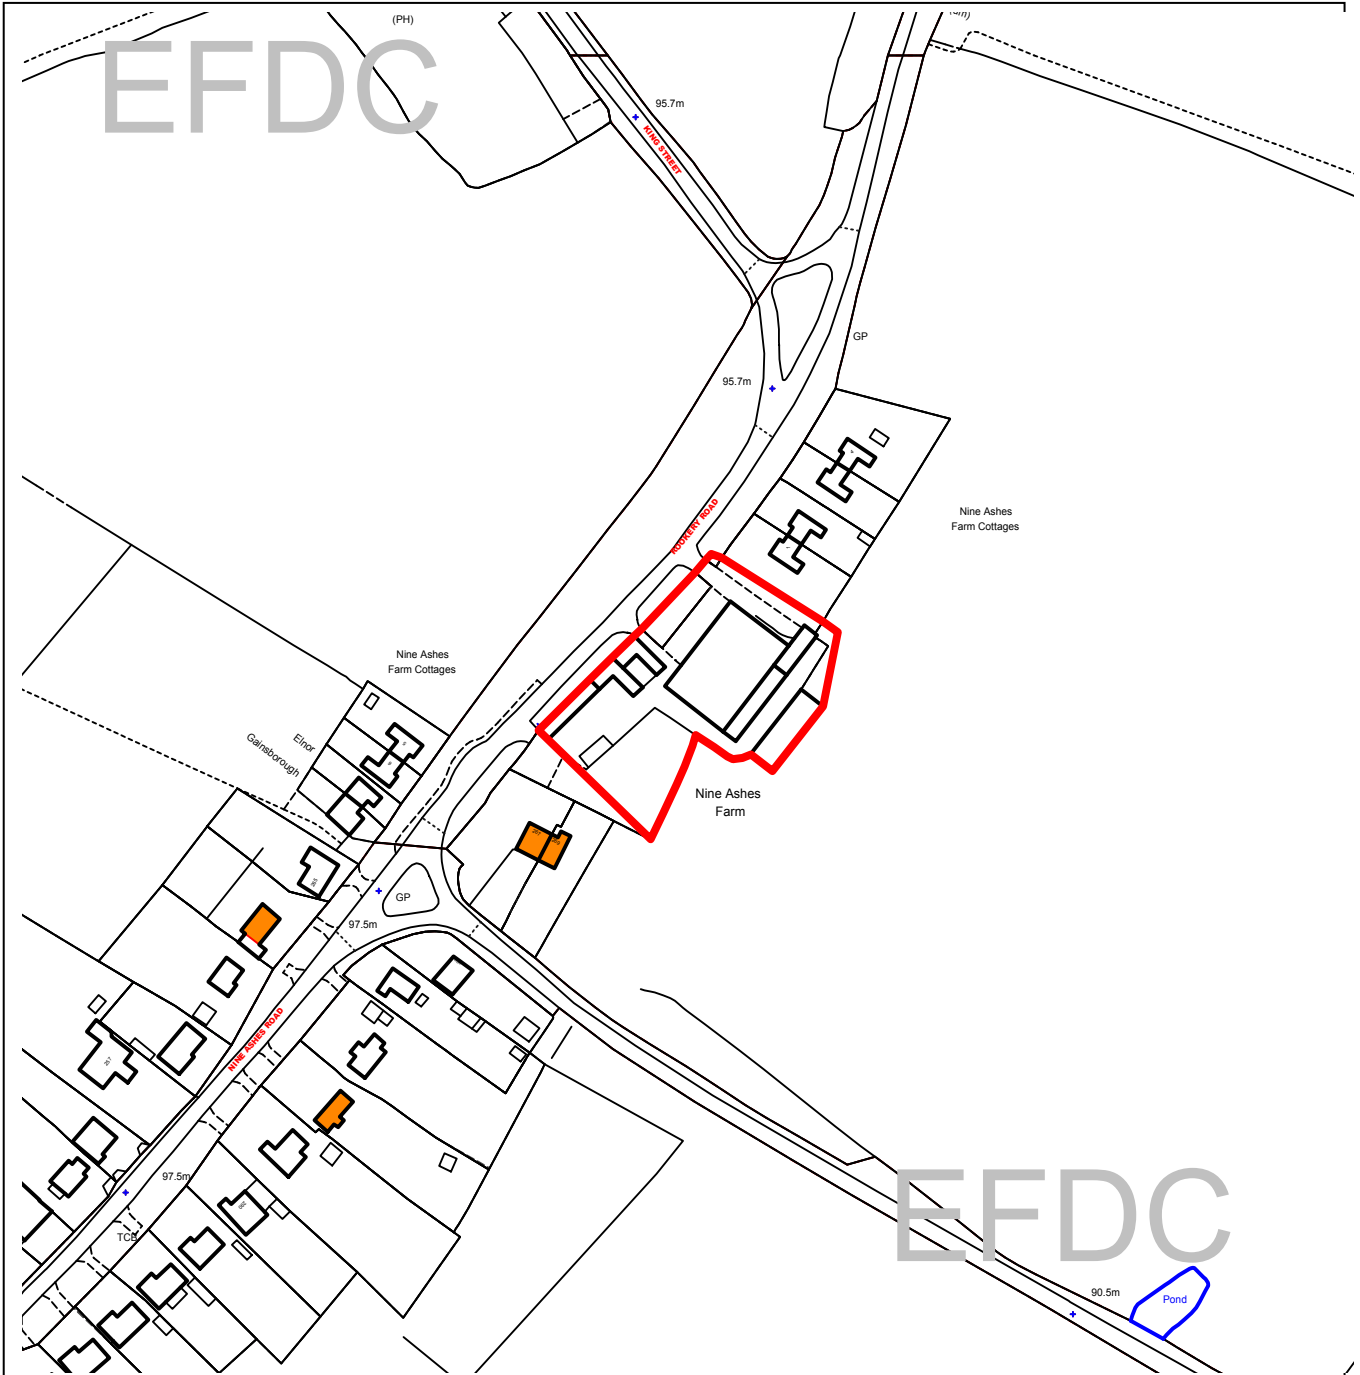 (PH)
EFDC
95.7m
KING STREET
GP
95.7m
Nine Ashes
Farm Cottages
ROOKERY ROAD
Nine Ashes
Farm Cottages
Elnor
Gainsborough
Nine Ashes
Farm
GP
97.5m
NINE ASHES ROAD
257
97.5m
TCB
EFDC
90.5m
Pond